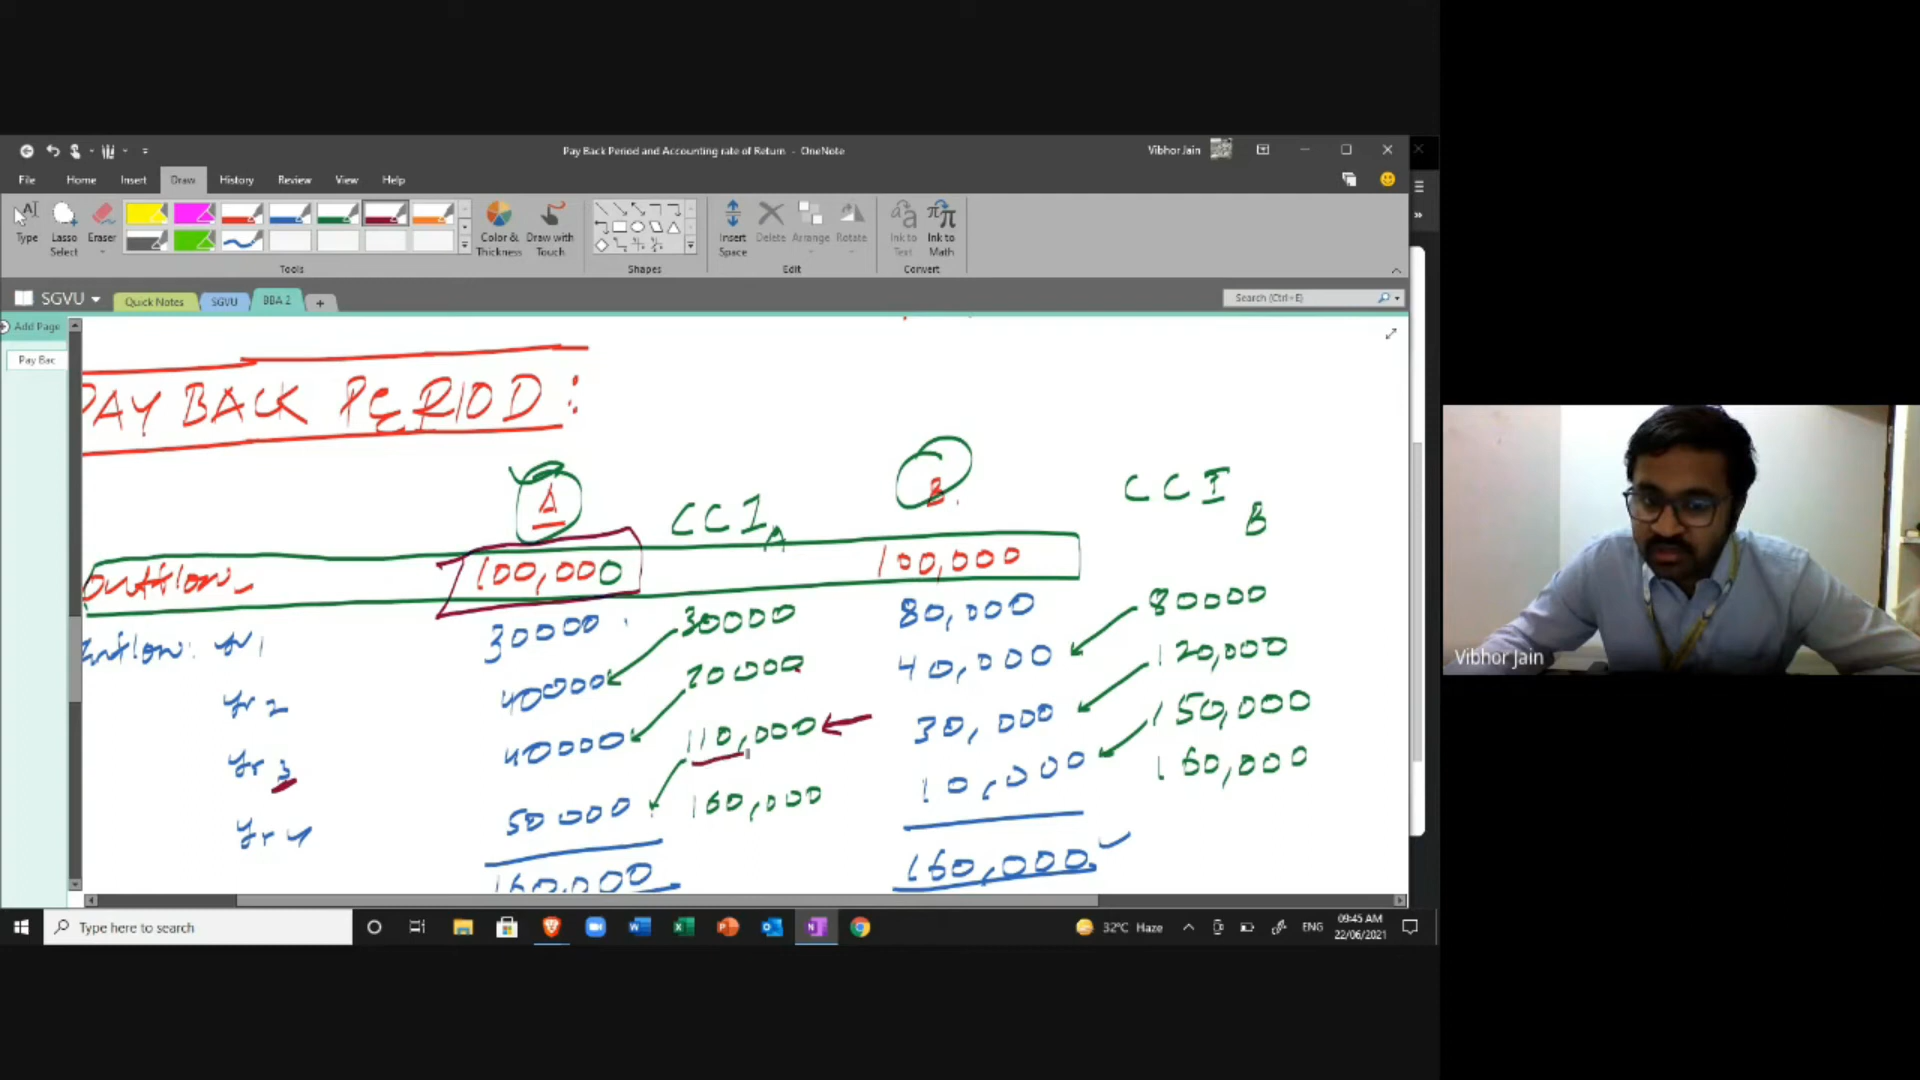 Pay Back Period and Accounting rate of Return - OneNote
Vibhor Jain
File Home Insert Draw History Review View Help
Type
Lasso Select
Eraser
Color & Thickness
Draw with Touch
Insert Space
Delete
Arrange
Rotate
Ink to Text
Ink to Math
Tools
Shapes
Edit
Convert
SGVU
Quick Notes
SGVU
BBA 2
Search (Ctrl+E)
Add Page
Pay Bac
PAY BACK PERIOD :
A CCI A B CCI B
Outflow 100,000 100,000
Inflow: Yr 1 30000 30000 80,000 80000
Yr 2 40000 70000 40,000 120,000
Yr 3 40000 110,000 30,000 150,000
Yr 4 50000 160,000 10,000 160,000
160,000 160,000
Vibhor Jain
Type here to search
32°C Haze
ENG
09:45 AM
22/06/2021